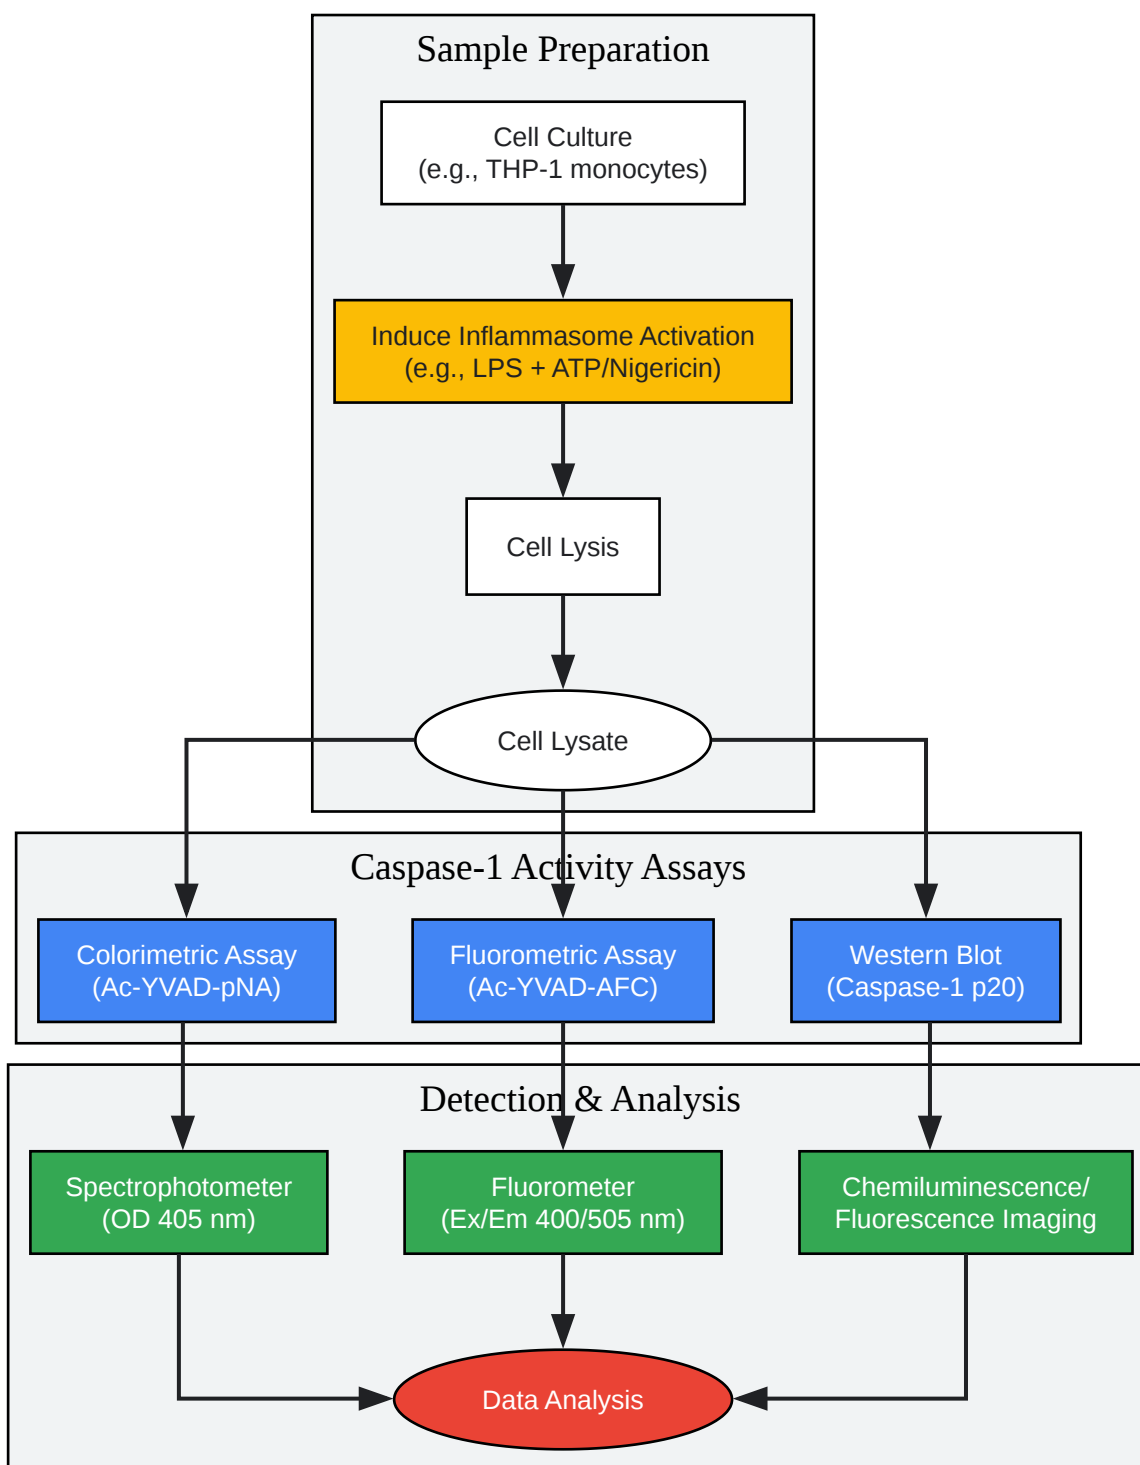 Sample Preparation
Cell Culture
(e.g., THP-1 monocytes)
Induce Inflammasome Activation
(e.g., LPS + ATP/Nigericin)
Cell Lysis
Cell Lysate
Caspase-1 Activity Assays
Colorimetric Assay
(Ac-YVAD-pNA)
Fluorometric Assay
(Ac-YVAD-AFC)
Western Blot
(Caspase-1 p20)
Detection & Analysis
Spectrophotometer
(OD 405 nm)
Fluorometer
(Ex/Em 400/505 nm)
Chemiluminescence/
Fluorescence Imaging
Data Analysis